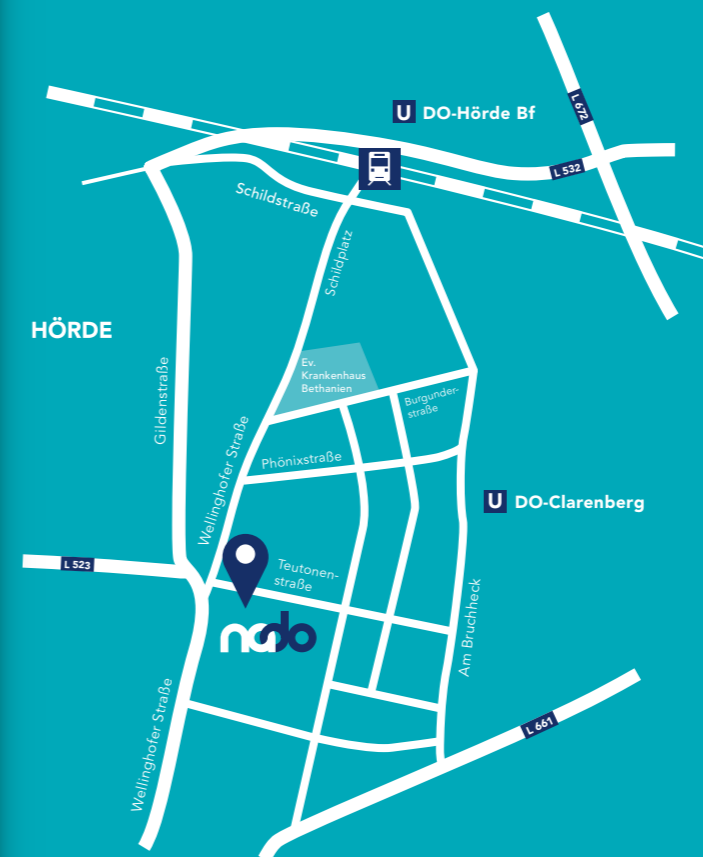 L 672
U DO-Hörde Bf
L 532
Schildstraße
Schildplatz
HÖRDE
Ev.
Krankenhaus
Bethanien
Gildenstraße
Burgunder-
straße
Wellinghofer Straße
Phönixstraße
U DO-Clarenberg
L 523
Teutonen-
straße
Am Bruchheck
nado
Wellinghofer Straße
L 661